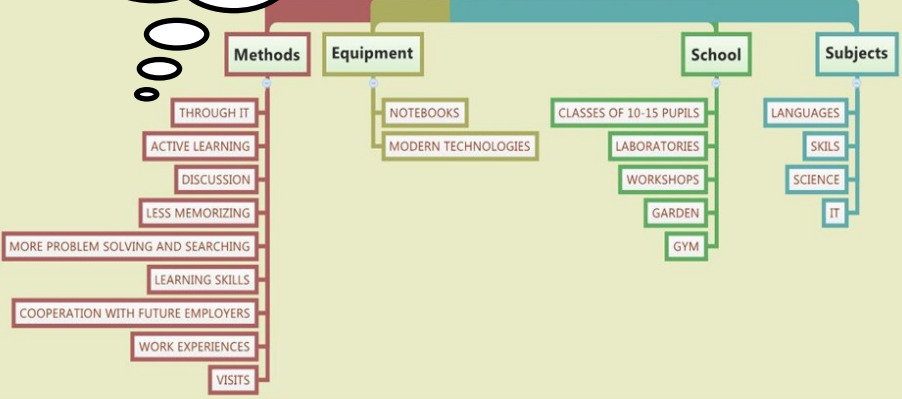 Methods
THROUGH IT
ACTIVE LEARNING
DISCUSSION
LESS MEMORIZING
MORE PROBLEM SOLVING AND SEARCHING
LEARNING SKILLS
COOPERATION WITH FUTURE EMPLOYERS
WORK EXPERIENCES
VISITS
Equipment
NOTEBOOKS
MODERN TECHNOLOGIES
School
CLASSES OF 10-15 PUPILS
LABORATORIES
WORKSHOPS
GARDEN
GYM
Subjects
LANGUAGES
SKILS
SCIENCE
IT